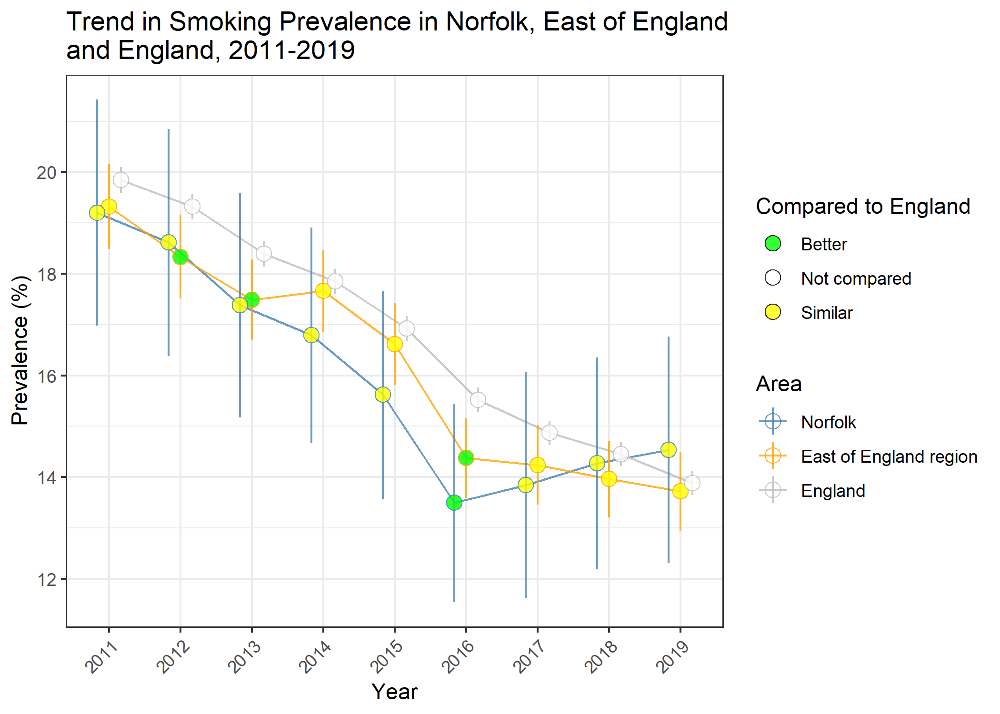 Trend in Smoking Prevalence in Norfolk, East of England
and England, 2011-2019
Prevalence (%)
20
18
16
14
12
2011
2012
2013
2014
2015
2016
2017
2018
2019
Year
Compared to England
Better
Not compared
Similar
Area
Norfolk
East of England region
England